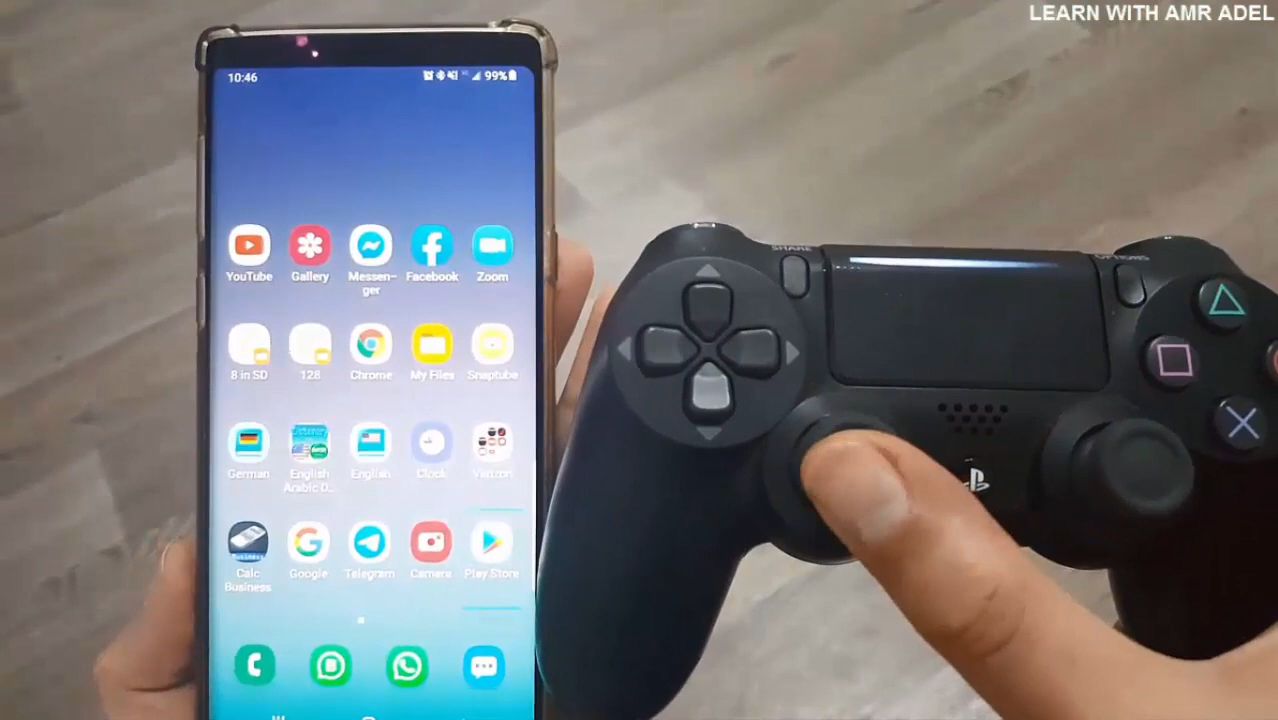 LEARN WITH AMR ADEL
10:46
99%
YouTube
Gallery
Messen-
ger
Facebook
Zoom
8 in SD
128
Chrome
My Files
Snaptube
German
English
Arabic D...
English
Clock
Verizon
Calc
Business
Google
Telegram
Camera
Play Store
SHARE
OPTIONS